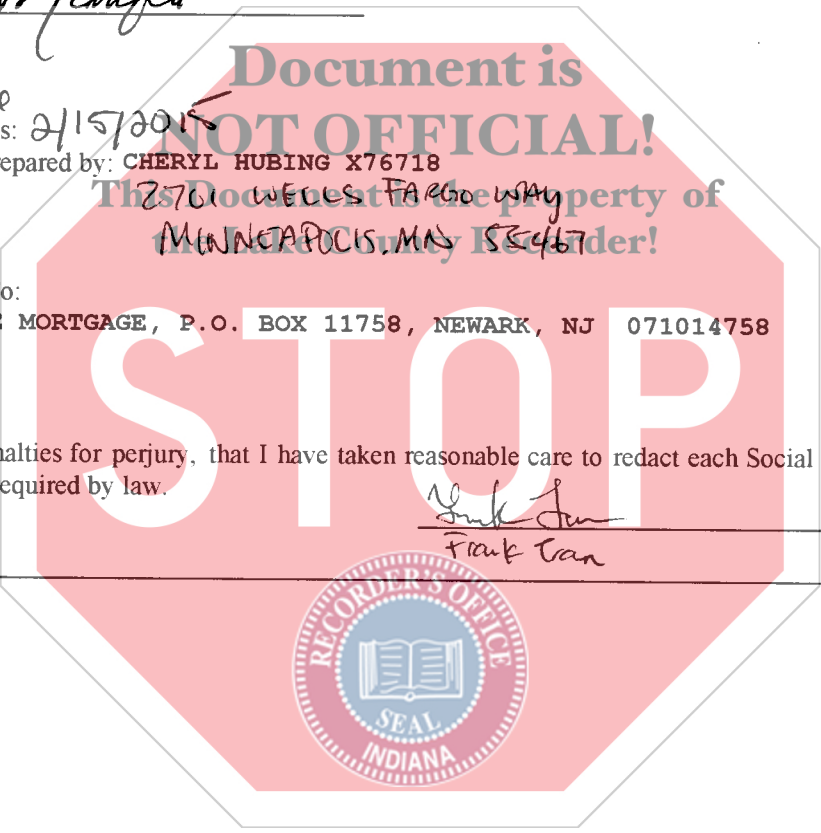 Document is
NOT OFFICIAL!
This Document is the property of
the Lake County Recorder!
s: 2/15/2015
epared by: CHERYL HUBING X76718
2701 WELLS FARGO WAY
MINNEAPOLIS, MN 55467
o:
MORTGAGE, P.O. BOX 11758, NEWARK, NJ 071014758
STOP
nalties for perjury, that I have taken reasonable care to redact each Social
equired by law.
Frank Tran
RECORDER'S OFFICE
SEAL
INDIANA